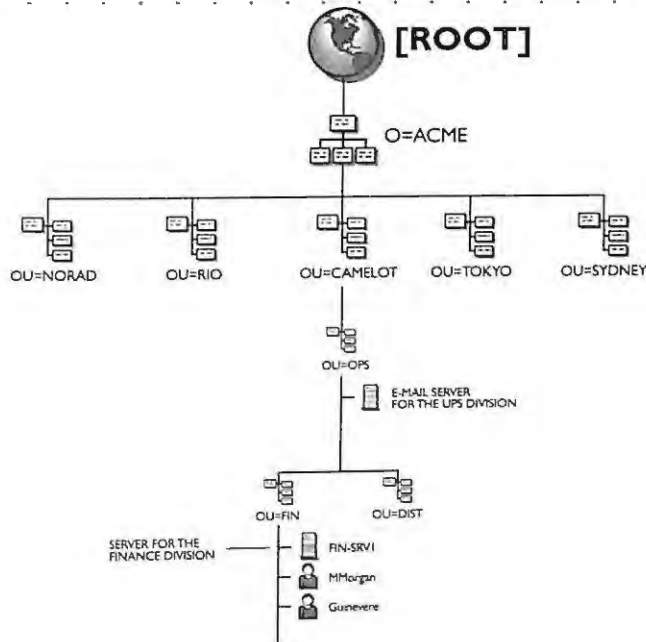 [ROOT]
O=ACME
OU=NORAD
OU=RIO
OU=CAMELOT
OU=TOKYO
OU=SYDNEY
OU=OPS
E-MAIL SERVER
FOR THE UPS DIVISION
OU=FIN
OU=DIST
SERVER FOR THE
FINANCE DIVISION
FIN-SRV1
MMorgan
Guinevere